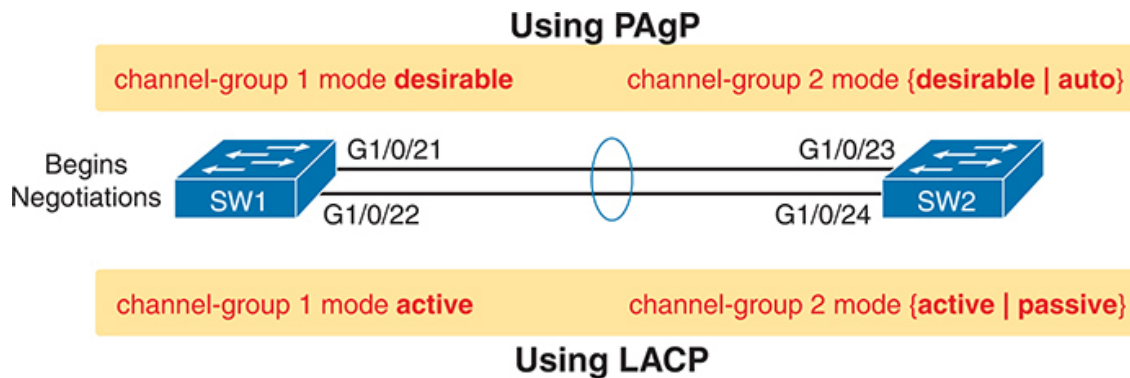 Using PAgP
channel-group 1 mode desirable
channel-group 2 mode {desirable | auto}
Begins
Negotiations
SW1
G1/0/21
G1/0/22
G1/0/23
G1/0/24
SW2
channel-group 1 mode active
channel-group 2 mode {active | passive}
Using LACP